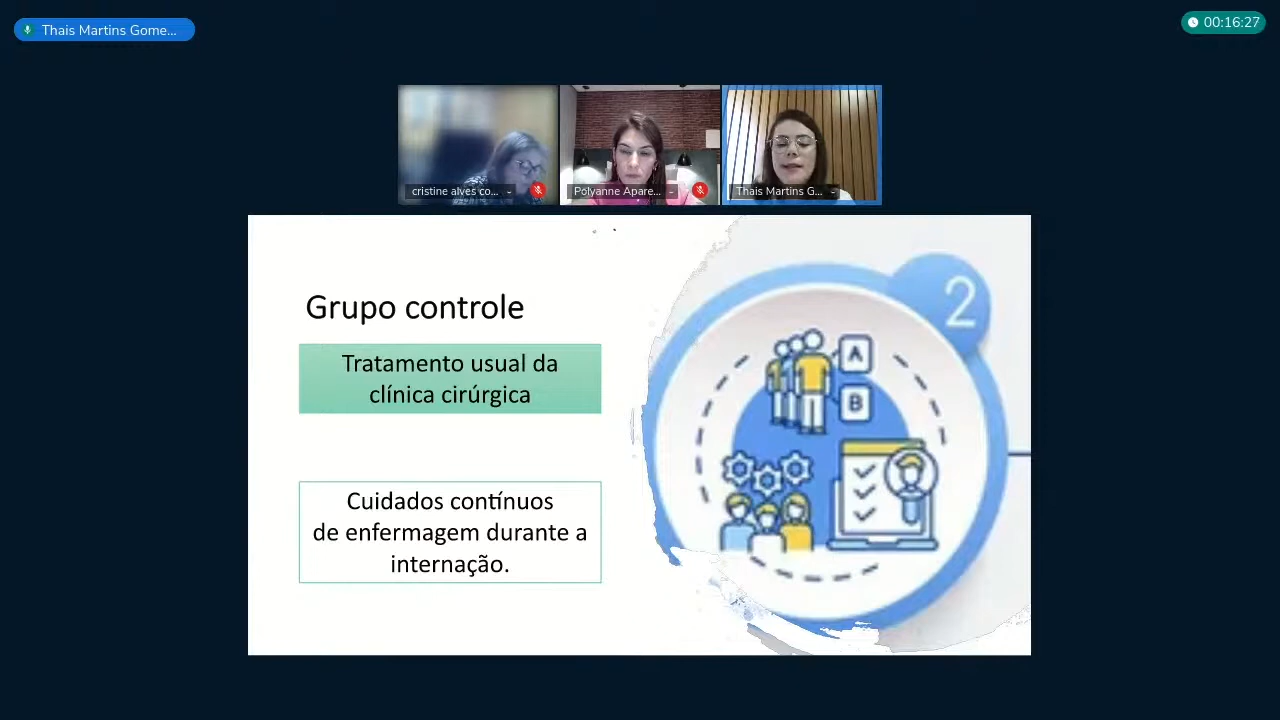 Thais Martins Gome...
00:16:27
cristine alves co...
Polyanne Apare...
Thais Martins G...
2
Grupo controle
A
Tratamento usual da
clínica cirúrgica
B
Cuidados contínuos
de enfermagem durante a
internação.